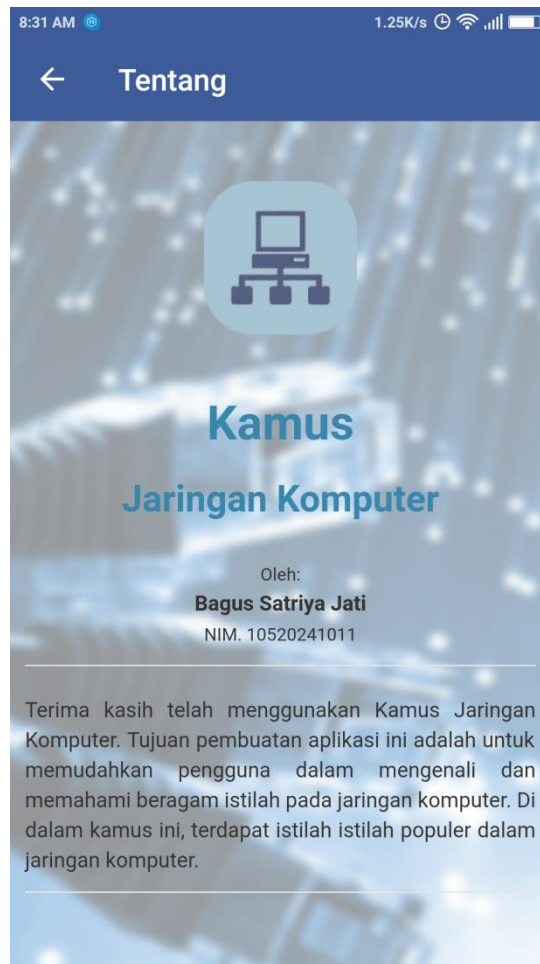 8:31 AM 1.25K/s
Tentang
Kamus
Jaringan Komputer
Oleh:
Bagus Satriya Jati
NIM. 10520241011
Terima kasih telah menggunakan Kamus Jaringan
Komputer. Tujuan pembuatan aplikasi ini adalah untuk
memudahkan pengguna dalam mengenali dan
memahami beragam istilah pada jaringan komputer. Di
dalam kamus ini, terdapat istilah istilah populer dalam
jaringan komputer.